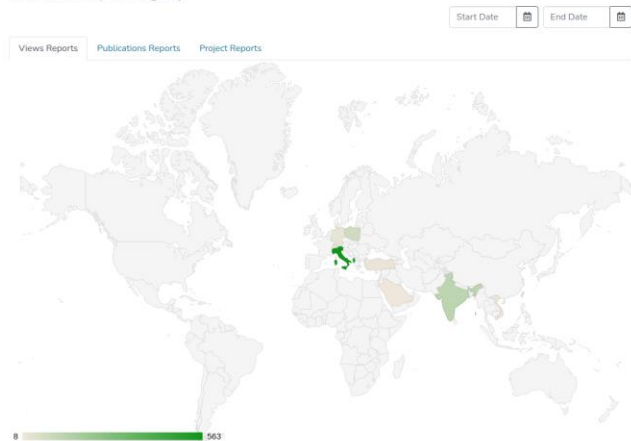 Start Date
End Date
Views Reports
Publications Reports
Project Reports
8
563